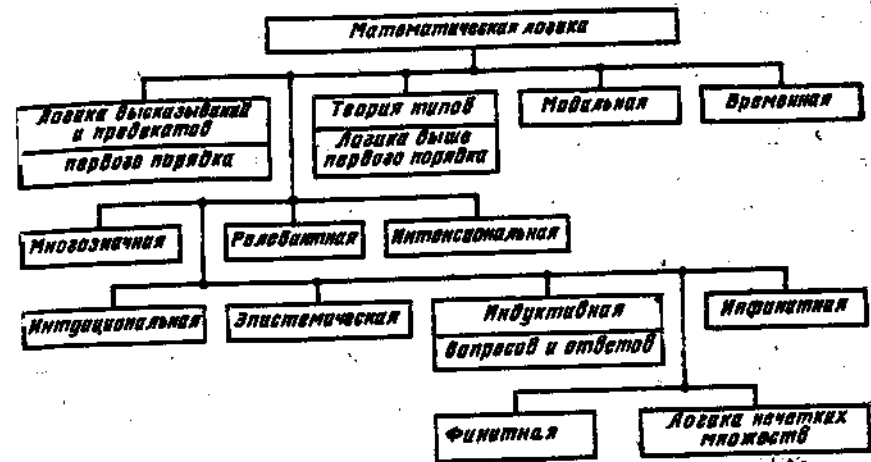 Математическая логика
Логика высказываний
и предикатов
первого порядка
Теория типов
Логика выше
первого порядка
Модальная
Временная
Многозначная
Релевантная
Интенсиональная
Интуциональная
Эпистемическая
Индуктивная
вопросов и ответов
Инфинитная
Финитная
Логика нечетких
множеств